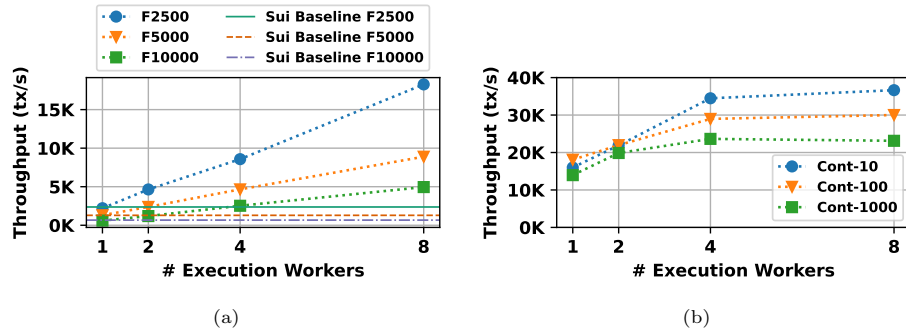 F2500
F5000
F10000
Sui Baseline F2500
Sui Baseline F5000
Sui Baseline F10000
Throughput (tx/s)
15K
10K
5K
0K
1 2 4 8
# Execution Workers
(a)
Throughput (tx/s)
40K
30K
20K
10K
0K
Cont-10
Cont-100
Cont-1000
1 2 4 8
# Execution Workers
(b)